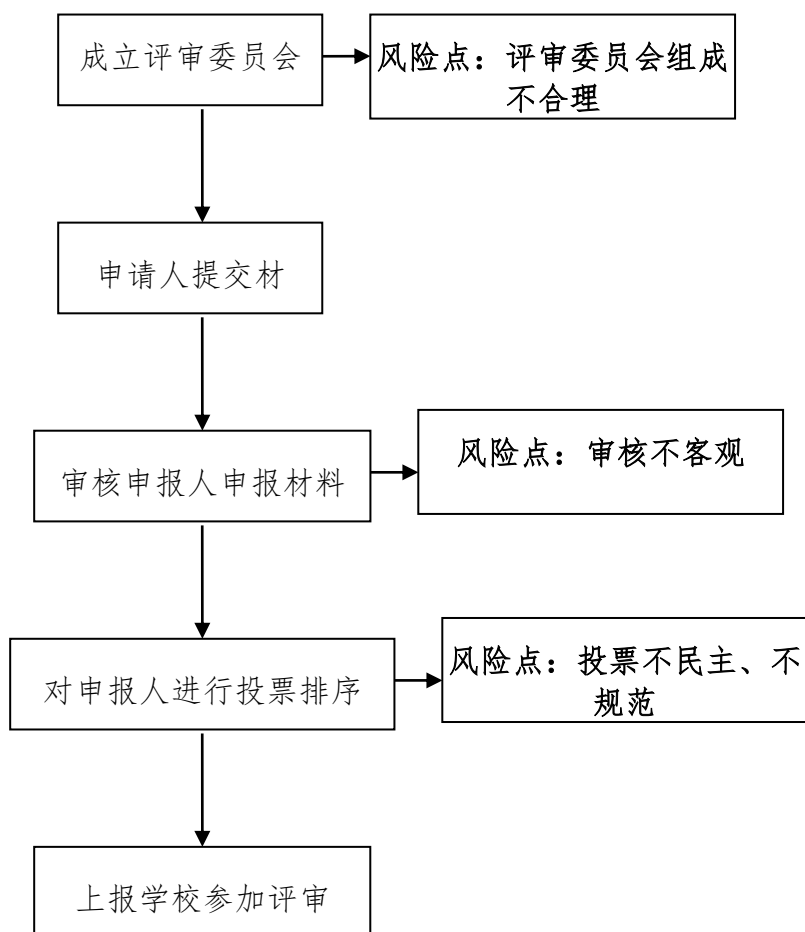 成立评审委员会
风险点：评审委员会组成
不合理
申请人提交材
审核申报人申报材料
风险点：审核不客观
对申报人进行投票排序
风险点：投票不民主、不
规范
上报学校参加评审